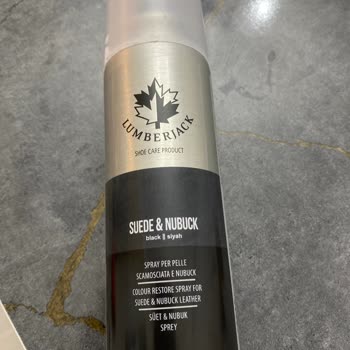 LUMBERJACK
SHOE CARE PRODUCT
SUEDE & NUBUCK
black || siyah
SPRAY PER PELLE
SCAMOSCIATA E NUBUCK
COLOUR RESTORE SPRAY FOR
SUEDE & NUBUCK LEATHER
SÜET & NUBUK
SPREY